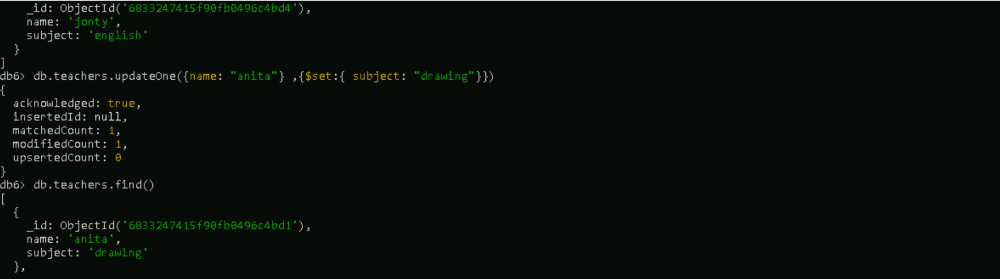 _id: ObjectId('6833247415f90fb0496c4bd4'),
name: 'jonty',
subject: 'english'
}
]
db6> db.teachers.updateOne({name: "anita"} ,{$set:{ subject: "drawing"}})
{
acknowledged: true,
insertedId: null,
matchedCount: 1,
modifiedCount: 1,
upsertedCount: 0
}
db6> db.teachers.find()
[
{
_id: ObjectId('6833247415f90fb0496c4bd1'),
name: 'anita',
subject: 'drawing'
},